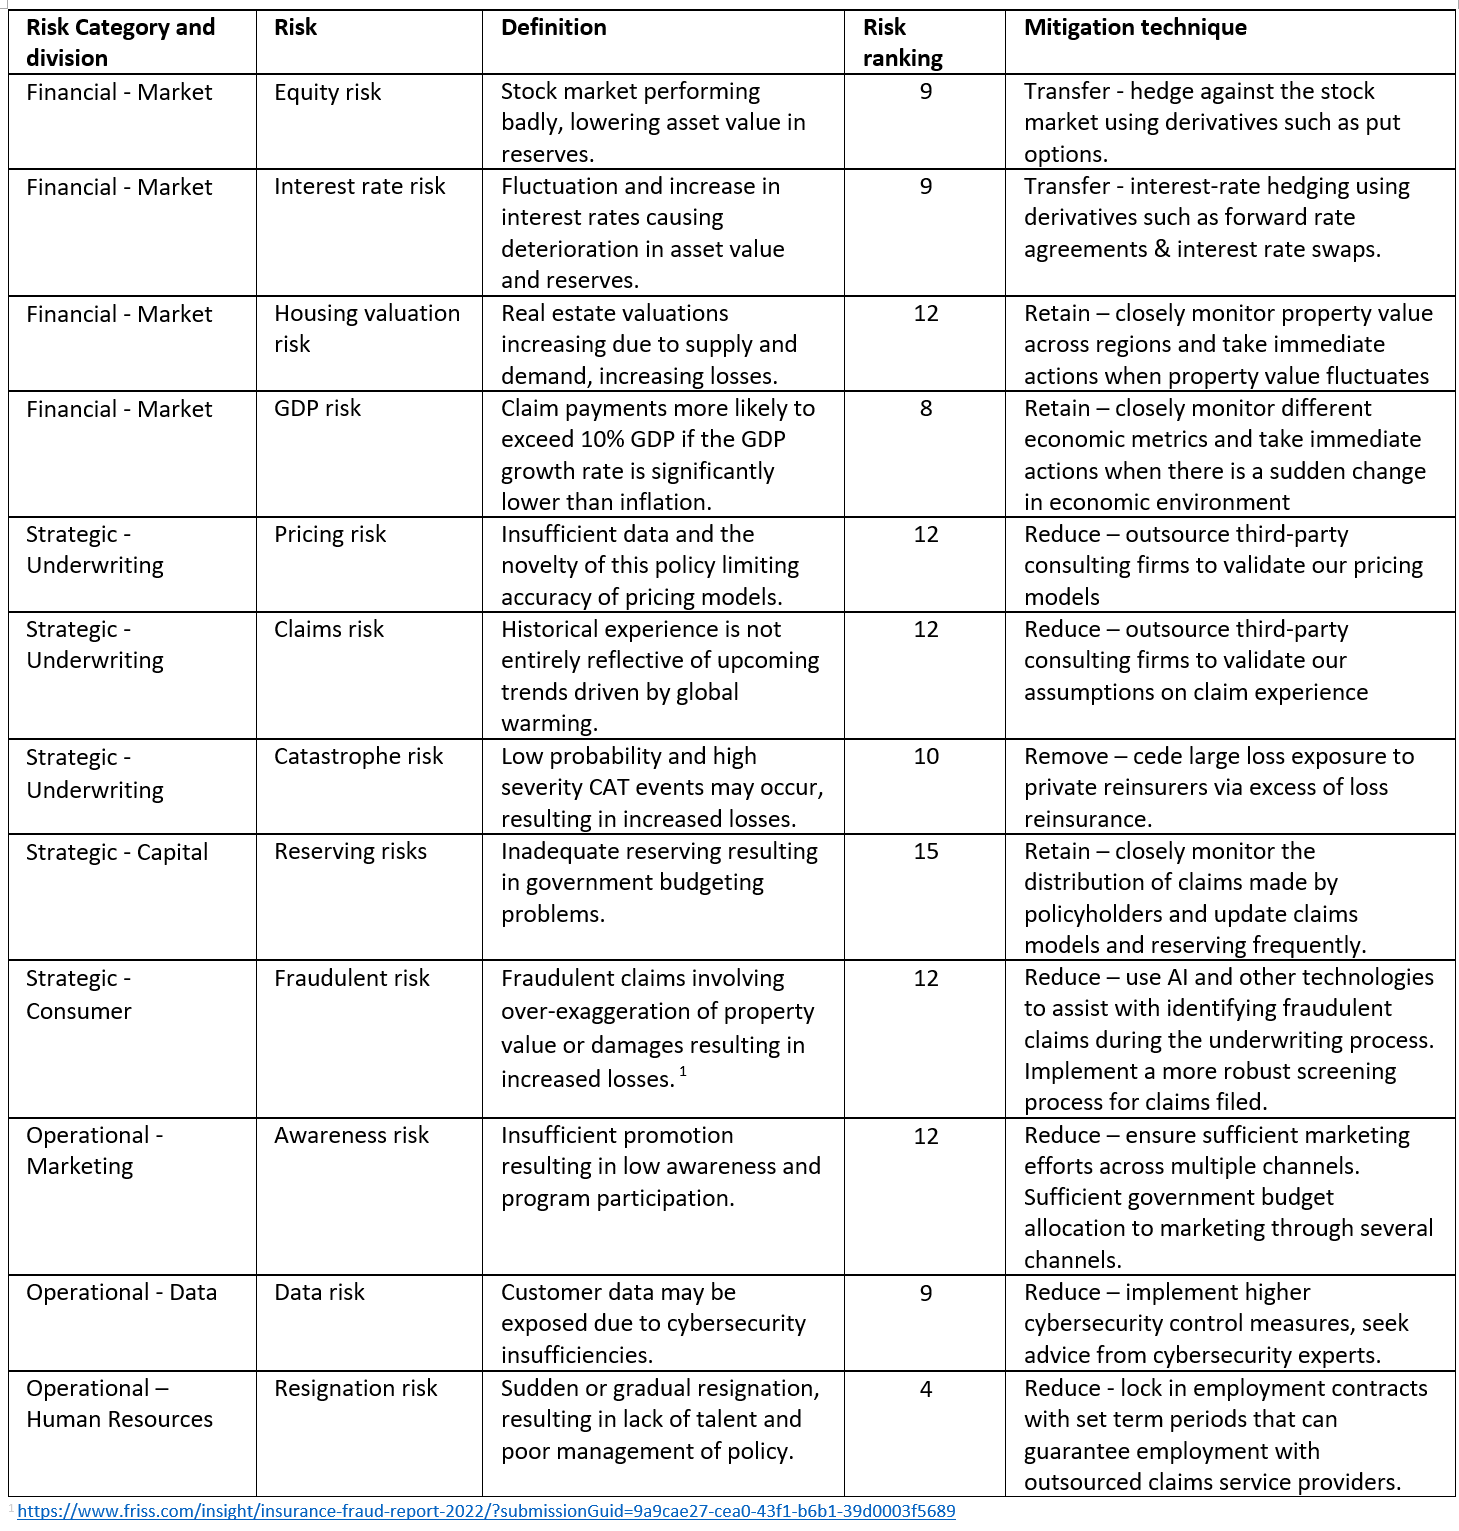 Risk Category and division
Risk
Definition
Risk ranking
Mitigation technique
Financial - Market
Equity risk
Stock market performing
badly, lowering asset value in
reserves.
9
Transfer - hedge against the stock
market using derivatives such as put
options.
Financial - Market
Interest rate risk
Fluctuation and increase in
interest rates causing
deterioration in asset value
and reserves.
9
Transfer - interest-rate hedging using
derivatives such as forward rate
agreements & interest rate swaps.
Financial - Market
Housing valuation
risk
Real estate valuations
increasing due to supply and
demand, increasing losses.
12
Retain – closely monitor property value
across regions and take immediate
actions when property value fluctuates
Financial - Market
GDP risk
Claim payments more likely to
exceed 10% GDP if the GDP
growth rate is significantly
lower than inflation.
8
Retain – closely monitor different
economic metrics and take immediate
actions when there is a sudden change
in economic environment
Strategic -
Underwriting
Pricing risk
Insufficient data and the
novelty of this policy limiting
accuracy of pricing models.
12
Reduce – outsource third-party
consulting firms to validate our pricing
models
Strategic -
Underwriting
Claims risk
Historical experience is not
entirely reflective of upcoming
trends driven by global
warming.
12
Reduce – outsource third-party
consulting firms to validate our
assumptions on claim experience
Strategic -
Underwriting
Catastrophe risk
Low probability and high
severity CAT events may occur,
resulting in increased losses.
10
Remove – cede large loss exposure to
private reinsurers via excess of loss
reinsurance.
Strategic - Capital
Reserving risks
Inadequate reserving resulting
in government budgeting
problems.
15
Retain – closely monitor the
distribution of claims made by
policyholders and update claims
models and reserving frequently.
Strategic -
Consumer
Fraudulent risk
Fraudulent claims involving
over-exaggeration of property
value or damages resulting in
increased losses. 1
12
Reduce – use AI and other technologies
to assist with identifying fraudulent
claims during the underwriting process.
Implement a more robust screening
process for claims filed.
Operational -
Marketing
Awareness risk
Insufficient promotion
resulting in low awareness and
program participation.
12
Reduce – ensure sufficient marketing
efforts across multiple channels.
Sufficient government budget
allocation to marketing through several
channels.
Operational - Data
Data risk
Customer data may be
exposed due to cybersecurity
insufficiencies.
9
Reduce – implement higher
cybersecurity control measures, seek
advice from cybersecurity experts.
Operational –
Human Resources
Resignation risk
Sudden or gradual resignation,
resulting in lack of talent and
poor management of policy.
4
Reduce - lock in employment contracts
with set term periods that can
guarantee employment with
outsourced claims service providers.
1 https://www.friss.com/insight/insurance-fraud-report-2022/?submissionGuid=9a9cae27-cea0-43f1-b6b1-39d0003f5689